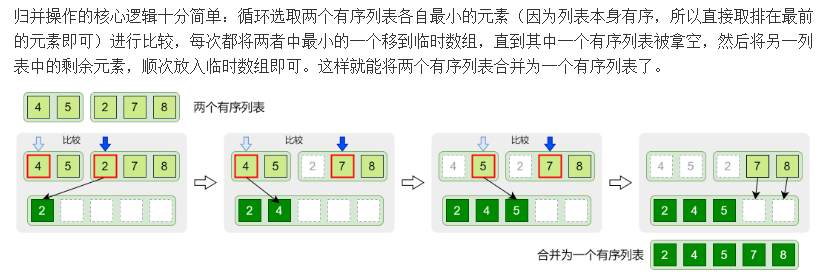 归并操作的核心逻辑十分简单：循环选取两个有序列表各自最小的元素（因为列表本身有序，所以直接取排在最前
的元素即可）进行比较，每次都将两者中最小的一个移到临时数组，直到其中一个有序列表被拿空，然后将另一列
表中的剩余元素，顺次放入临时数组即可。这样就能将两个有序列表合并为一个有序列表了。
4 5 2 7 8 两个有序列表
比较 比较 比较
4 5 2 7 8 4 5 2 7 8 4 5 2 7 8 4 5 2 7 8
2 2 4 2 4 5 2 4 5
合并为一个有序列表 2 4 5 7 8